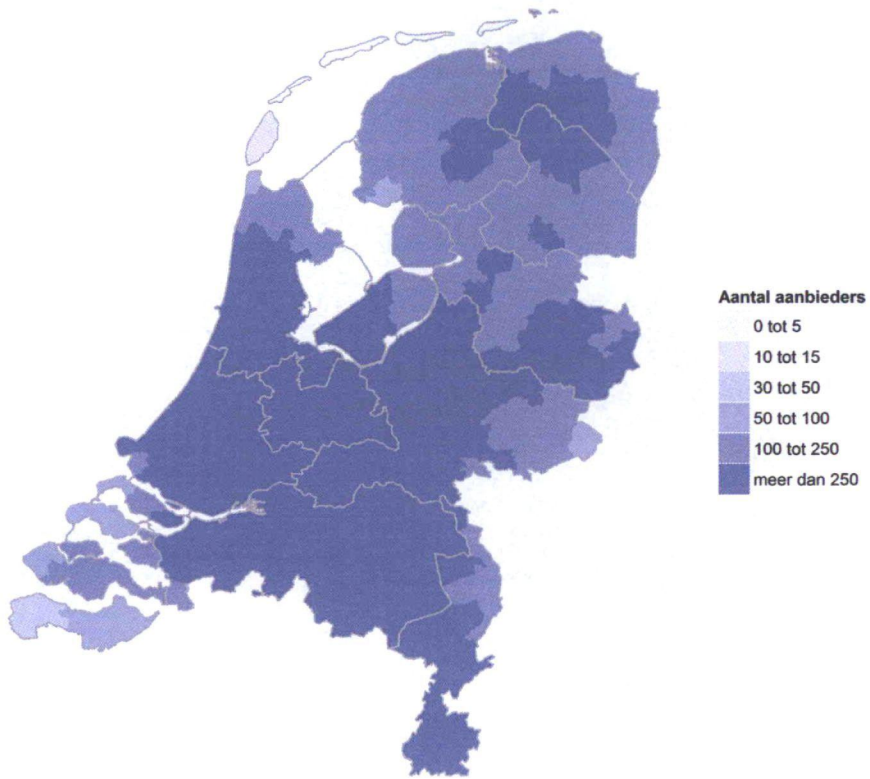 Aantal aanbieders
0 tot 5
10 tot 15
30 tot 50
50 tot 100
100 tot 250
meer dan 250